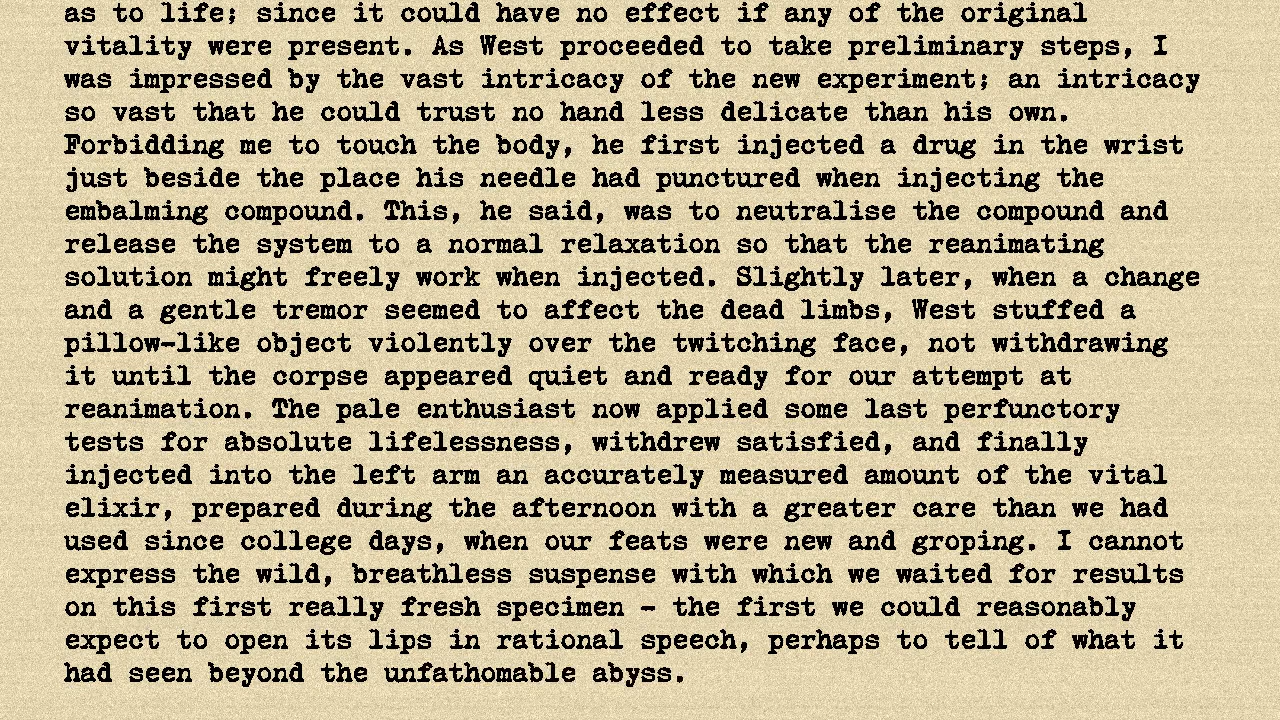 as to life; since it could have no effect if any of the original
vitality were present. As West proceeded to take preliminary steps, I
was impressed by the vast intricacy of the new experiment; an intricacy
so vast that he could trust no hand less delicate than his own.
Forbidding me to touch the body, he first injected a drug in the wrist
just beside the place his needle had punctured when injecting the
embalming compound. This, he said, was to neutralise the compound and
release the system to a normal relaxation so that the reanimating
solution might freely work when injected. Slightly later, when a change
and a gentle tremor seemed to affect the dead limbs, West stuffed a
pillow-like object violently over the twitching face, not withdrawing
it until the corpse appeared quiet and ready for our attempt at
reanimation. The pale enthusiast now applied some last perfunctory
tests for absolute lifelessness, withdrew satisfied, and finally
injected into the left arm an accurately measured amount of the vital
elixir, prepared during the afternoon with a greater care than we had
used since college days, when our feats were new and groping. I cannot
express the wild, breathless suspense with which we waited for results
on this first really fresh specimen – the first we could reasonably
expect to open its lips in rational speech, perhaps to tell of what it
had seen beyond the unfathomable abyss.